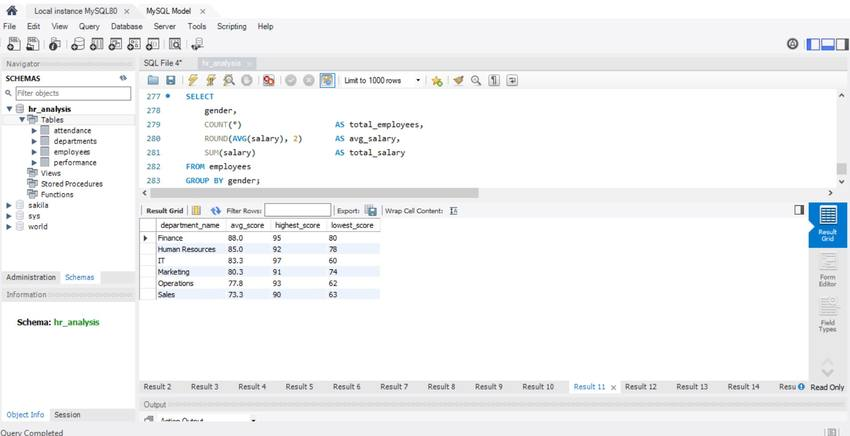 Local instance MySQL80 × MySQL Model ×
File Edit View Query Database Server Tools Scripting Help
Navigator
SCHEMAS
Filter objects
hr_analysis
Tables
attendance
departments
employees
performance
Views
Stored Procedures
Functions
sakila
sys
world
Administration Schemas
Information
Schema: hr_analysis
Object Info Session
Query Completed
SQL File 4* hr_analysis ×
Limit to 1000 rows
277 SELECT
278 gender,
279 COUNT(*) AS total_employees,
280 ROUND(AVG(salary), 2) AS avg_salary,
281 SUM(salary) AS total_salary
282 FROM employees
283 GROUP BY gender;
Result Grid Filter Rows: Export: Wrap Cell Content:
department_name avg_score highest_score lowest_score
Finance 88.0 95 80
Human Resources 85.0 92 78
IT 83.3 97 60
Marketing 80.3 91 74
Operations 77.8 93 62
Sales 73.3 90 63
Result Grid
Form Editor
Field Types
Result 2 Result 3 Result 4 Result 5 Result 6 Result 7 Result 8 Result 9 Result 10 Result 11 × Result 12 Result 13 Result 14 Resu Read Only
Output
Action Output